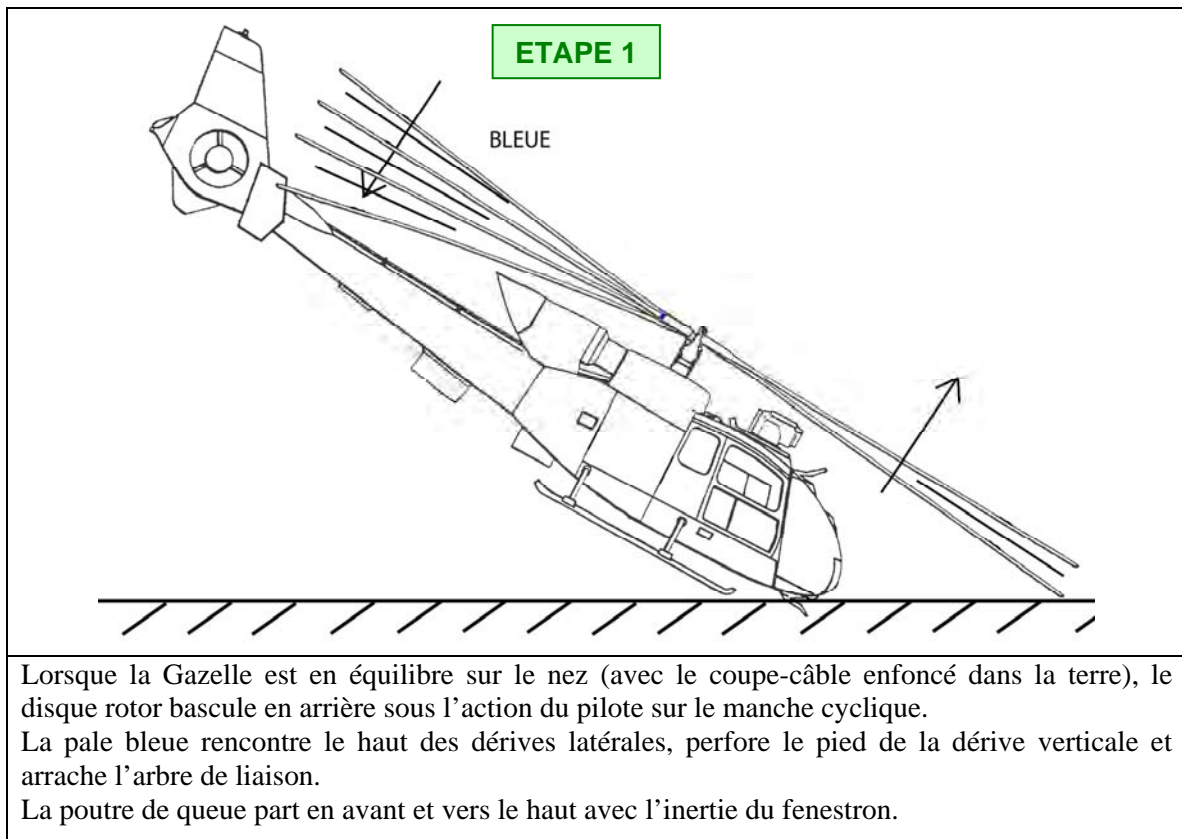 ETAPE 1
BLEUE
Lorsque la Gazelle est en équilibre sur le nez (avec le coupe-câble enfoncé dans la terre), le
disque rotor bascule en arrière sous l’action du pilote sur le manche cyclique.
La pale bleue rencontre le haut des dérives latérales, perfore le pied de la dérive verticale et
arrache l’arbre de liaison.
La poutre de queue part en avant et vers le haut avec l’inertie du fenestron.